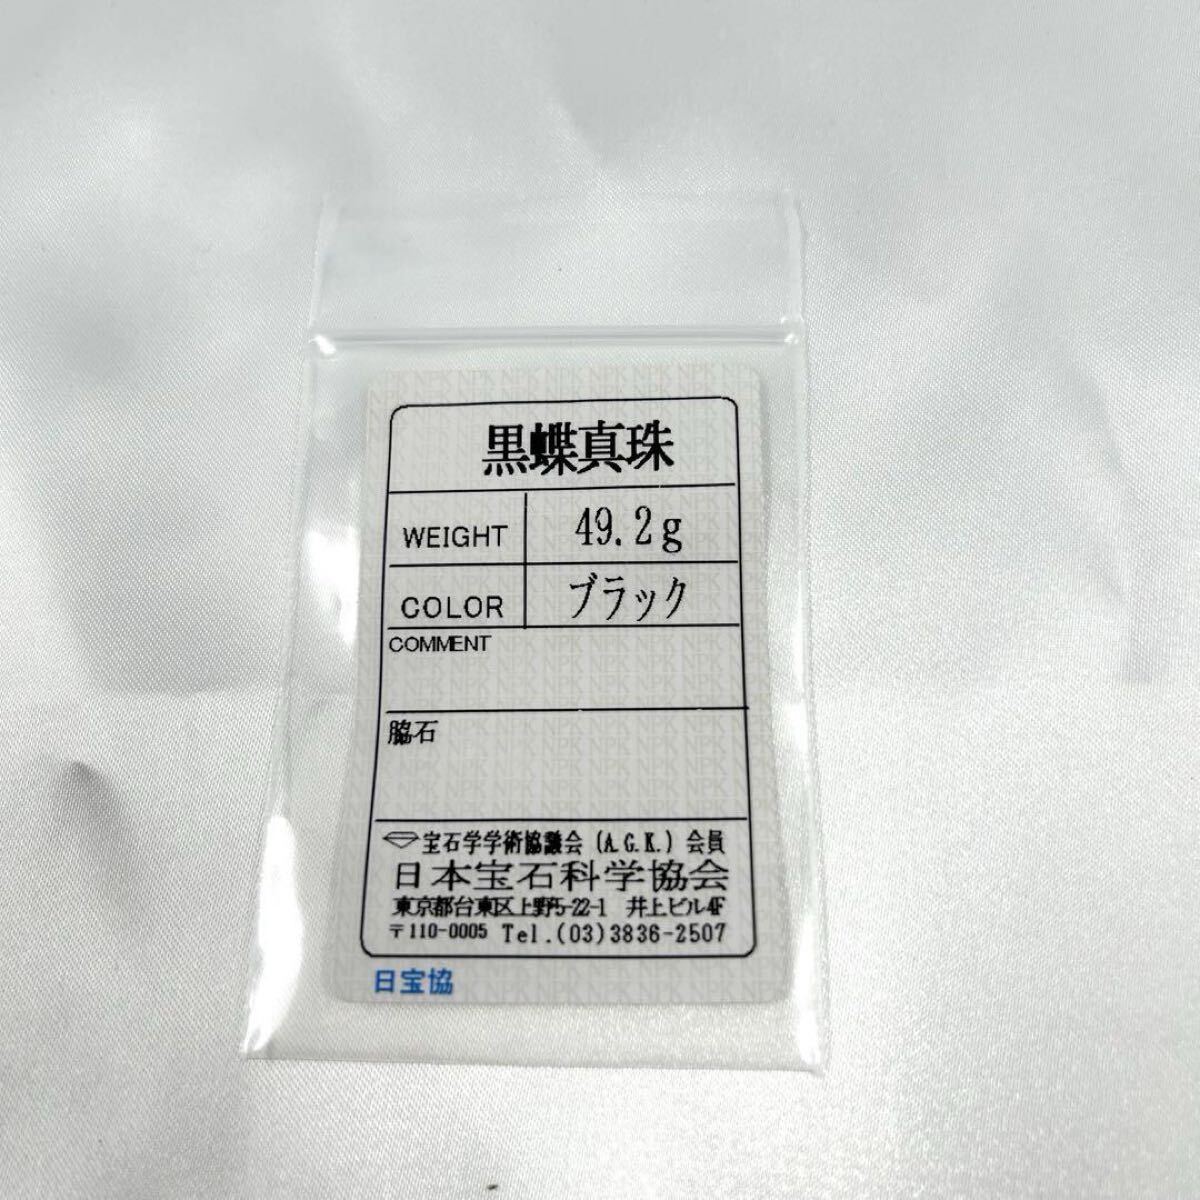 黒蝶真珠
WEIGHT 49.2g
COLOR ブラック
COMMENT
脇石
宝石学学術協議会(A.G.K.)会員
日本宝石科学協会
東京都台東区上野5-22-1 井上ビル4F
〒110-0005 Tel.(03)3836-2507
日宝協